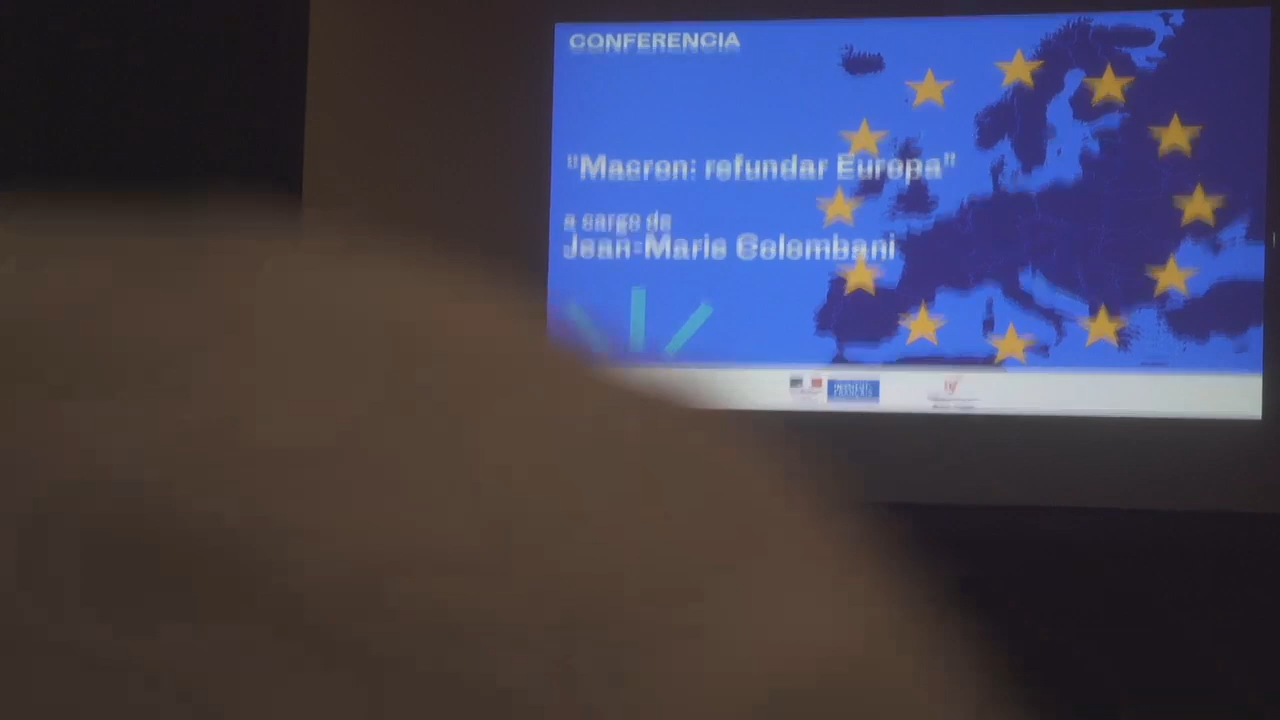 CONFERENCIA
"Macron: refundar Europa"
a cargo de
Jean-Marie Colombani